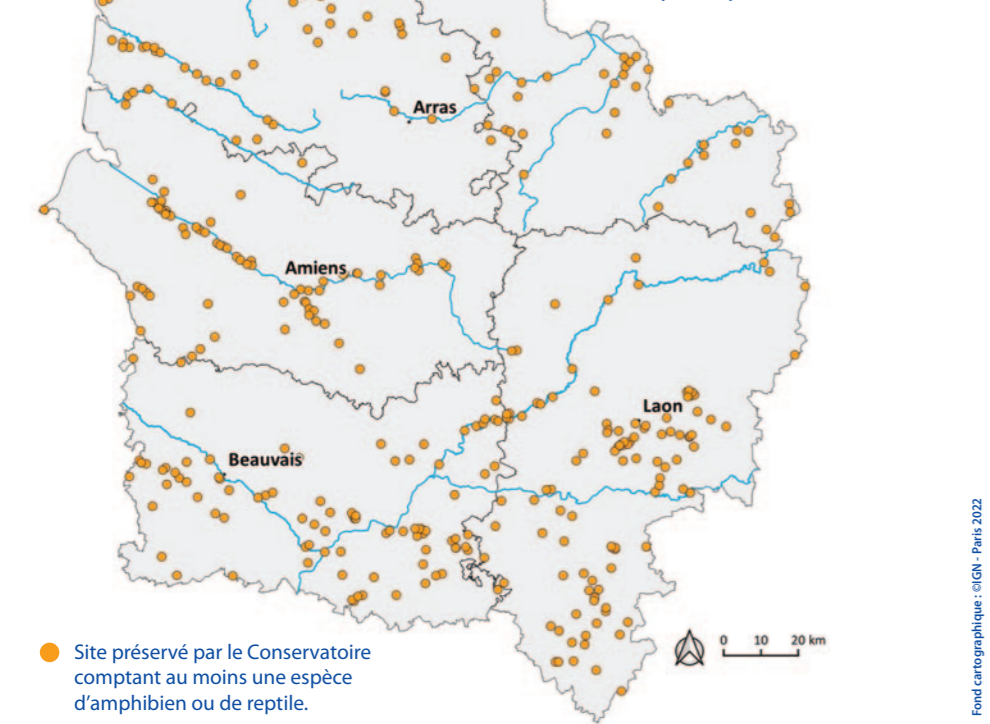 Arras
Amiens
Laon
Beauvais
0 10 20 km
Site préservé par le Conservatoire
comptant au moins une espèce
d'amphibien ou de reptile.
Fond cartographique : ©IGN - Paris 2022